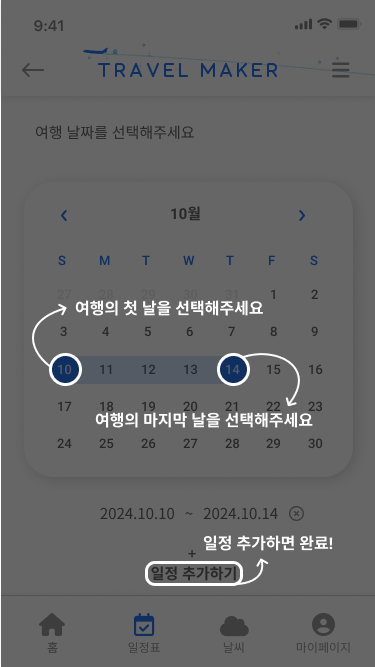 9:41
TRAVEL MAKER
여행 날짜를 선택해주세요
10월
S M T W T F S
27 28 29 30 31 1 2
여행의 첫 날을 선택해주세요
3 4 5 6 7 8 9
10 11 12 13 14 15 16
17 18 19 20 21 22 23
여행의 마지막 날을 선택해주세요
24 25 26 27 28 29 30
2024.10.10 ~ 2024.10.14
일정 추가하면 완료!
+
일정 추가하기
홈 일정표 날씨 마이페이지